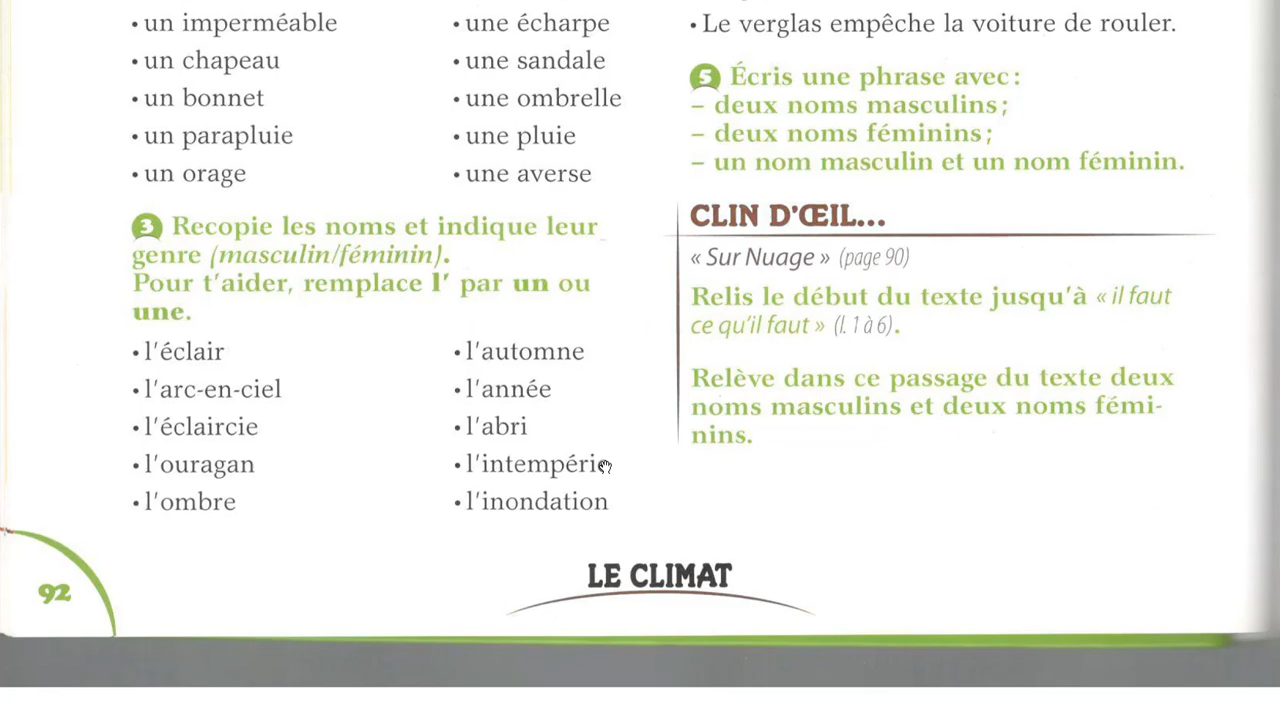 • un imperméable
• un chapeau
• un bonnet
• un parapluie
• un orage
• une écharpe
• une sandale
• une ombrelle
• une pluie
• une averse
3 Recopie les noms et indique leur
genre (masculin/féminin).
Pour t'aider, remplace l' par un ou
une.
• l'éclair
• l'arc-en-ciel
• l'éclaircie
• l'ouragan
• l'ombre
• l'automne
• l'année
• l'abri
• l'intempérie
• l'inondation
• Le verglas empêche la voiture de rouler.
5 Écris une phrase avec :
– deux noms masculins ;
– deux noms féminins ;
– un nom masculin et un nom féminin.
CLIN D'ŒIL...
« Sur Nuage » (page 90)
Relis le début du texte jusqu'à « il faut
ce qu'il faut » (l. 1 à 6).
Relève dans ce passage du texte deux
noms masculins et deux noms fémi-
nins.
LE CLIMAT
92